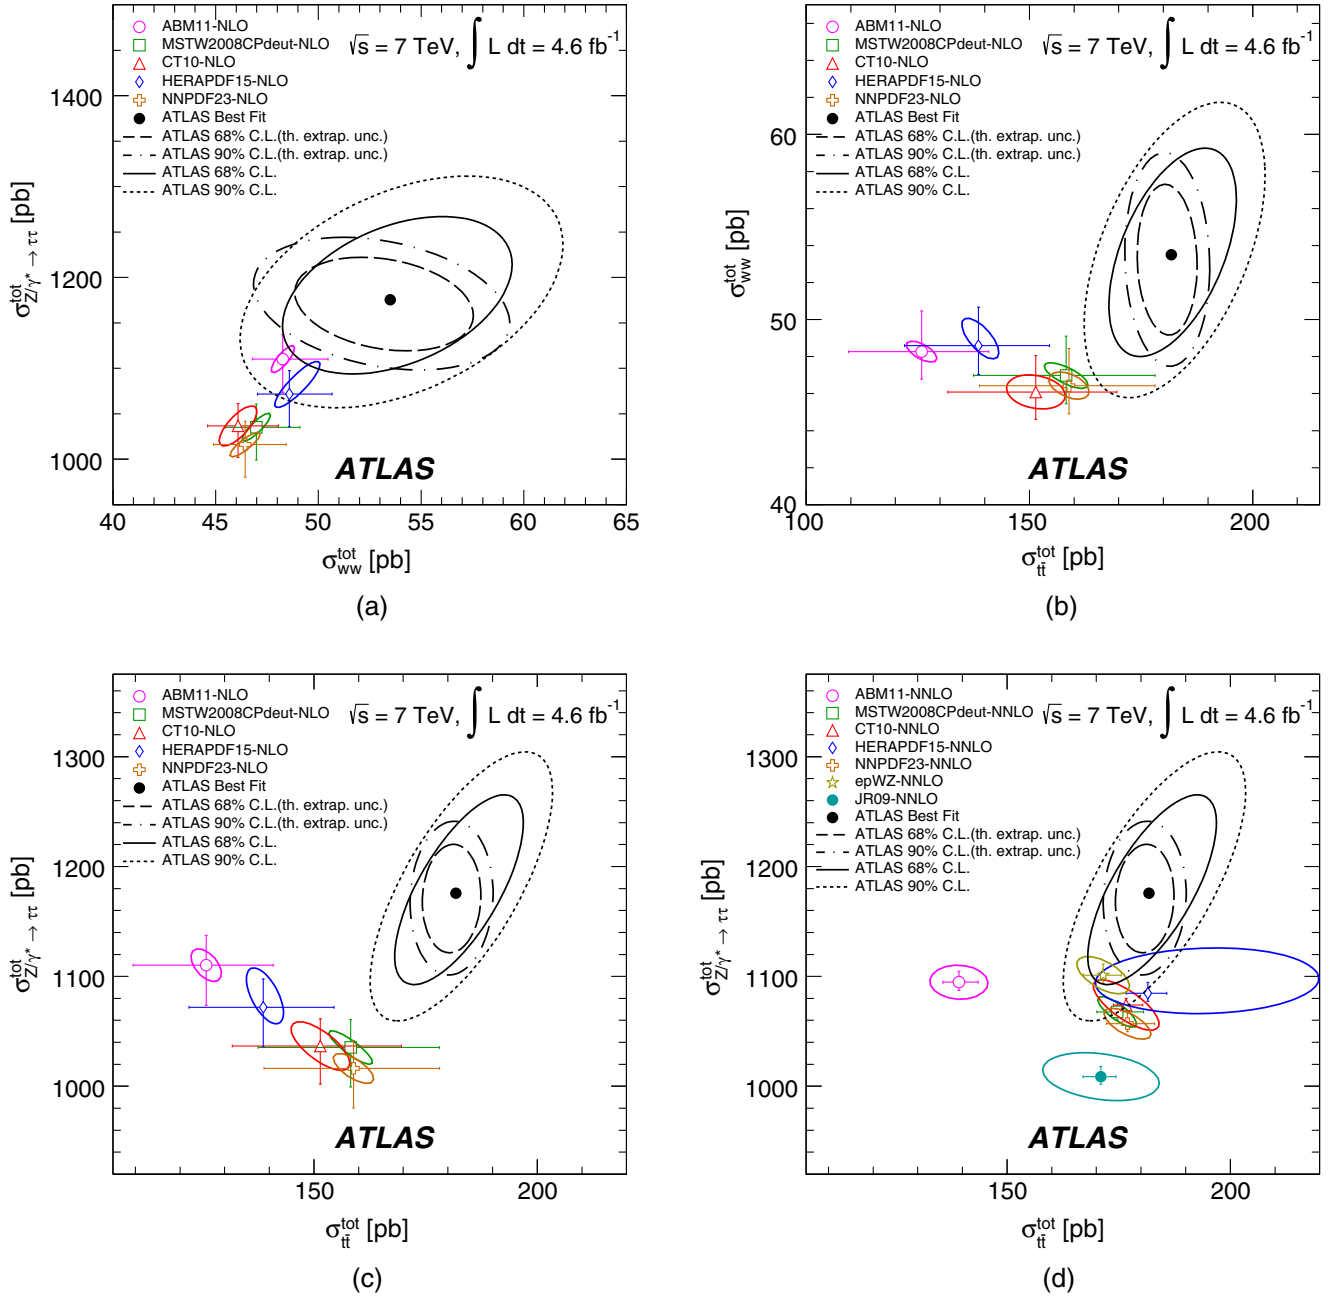 ABM11-NLO
MSTW2008CPdeut-NLO
CT10-NLO
HERAPDF15-NLO
NNPDF23-NLO
ATLAS Best Fit
ATLAS 68% C.L.(th. extrap. unc.)
ATLAS 90% C.L.(th. extrap. unc.)
ATLAS 68% C.L.
ATLAS 90% C.L.
√s = 7 TeV, ∫ L dt = 4.6 fb⁻¹
1400
1200
1000
σ^tot_Z/γ* → ττ [pb]
ATLAS
40 45 50 55 60 65
σ^tot_ww [pb]
(a)
ABM11-NLO
MSTW2008CPdeut-NLO
CT10-NLO
HERAPDF15-NLO
NNPDF23-NLO
ATLAS Best Fit
ATLAS 68% C.L.(th. extrap. unc.)
ATLAS 90% C.L.(th. extrap. unc.)
ATLAS 68% C.L.
ATLAS 90% C.L.
√s = 7 TeV, ∫ L dt = 4.6 fb⁻¹
60
50
40
σ^tot_ww [pb]
ATLAS
100 150 200
σ^tot_tt̄ [pb]
(b)
ABM11-NLO
MSTW2008CPdeut-NLO
CT10-NLO
HERAPDF15-NLO
NNPDF23-NLO
ATLAS Best Fit
ATLAS 68% C.L.(th. extrap. unc.)
ATLAS 90% C.L.(th. extrap. unc.)
ATLAS 68% C.L.
ATLAS 90% C.L.
√s = 7 TeV, ∫ L dt = 4.6 fb⁻¹
1300
1200
1100
1000
σ^tot_Z/γ* → ττ [pb]
ATLAS
150 200
σ^tot_tt̄ [pb]
(c)
ABM11-NNLO
MSTW2008CPdeut-NNLO
CT10-NNLO
HERAPDF15-NNLO
NNPDF23-NNLO
epWZ-NNLO
JR09-NNLO
ATLAS Best Fit
ATLAS 68% C.L.(th. extrap. unc.)
ATLAS 90% C.L.(th. extrap. unc.)
ATLAS 68% C.L.
ATLAS 90% C.L.
√s = 7 TeV, ∫ L dt = 4.6 fb⁻¹
1300
1200
1100
1000
σ^tot_Z/γ* → ττ [pb]
ATLAS
150 200
σ^tot_tt̄ [pb]
(d)